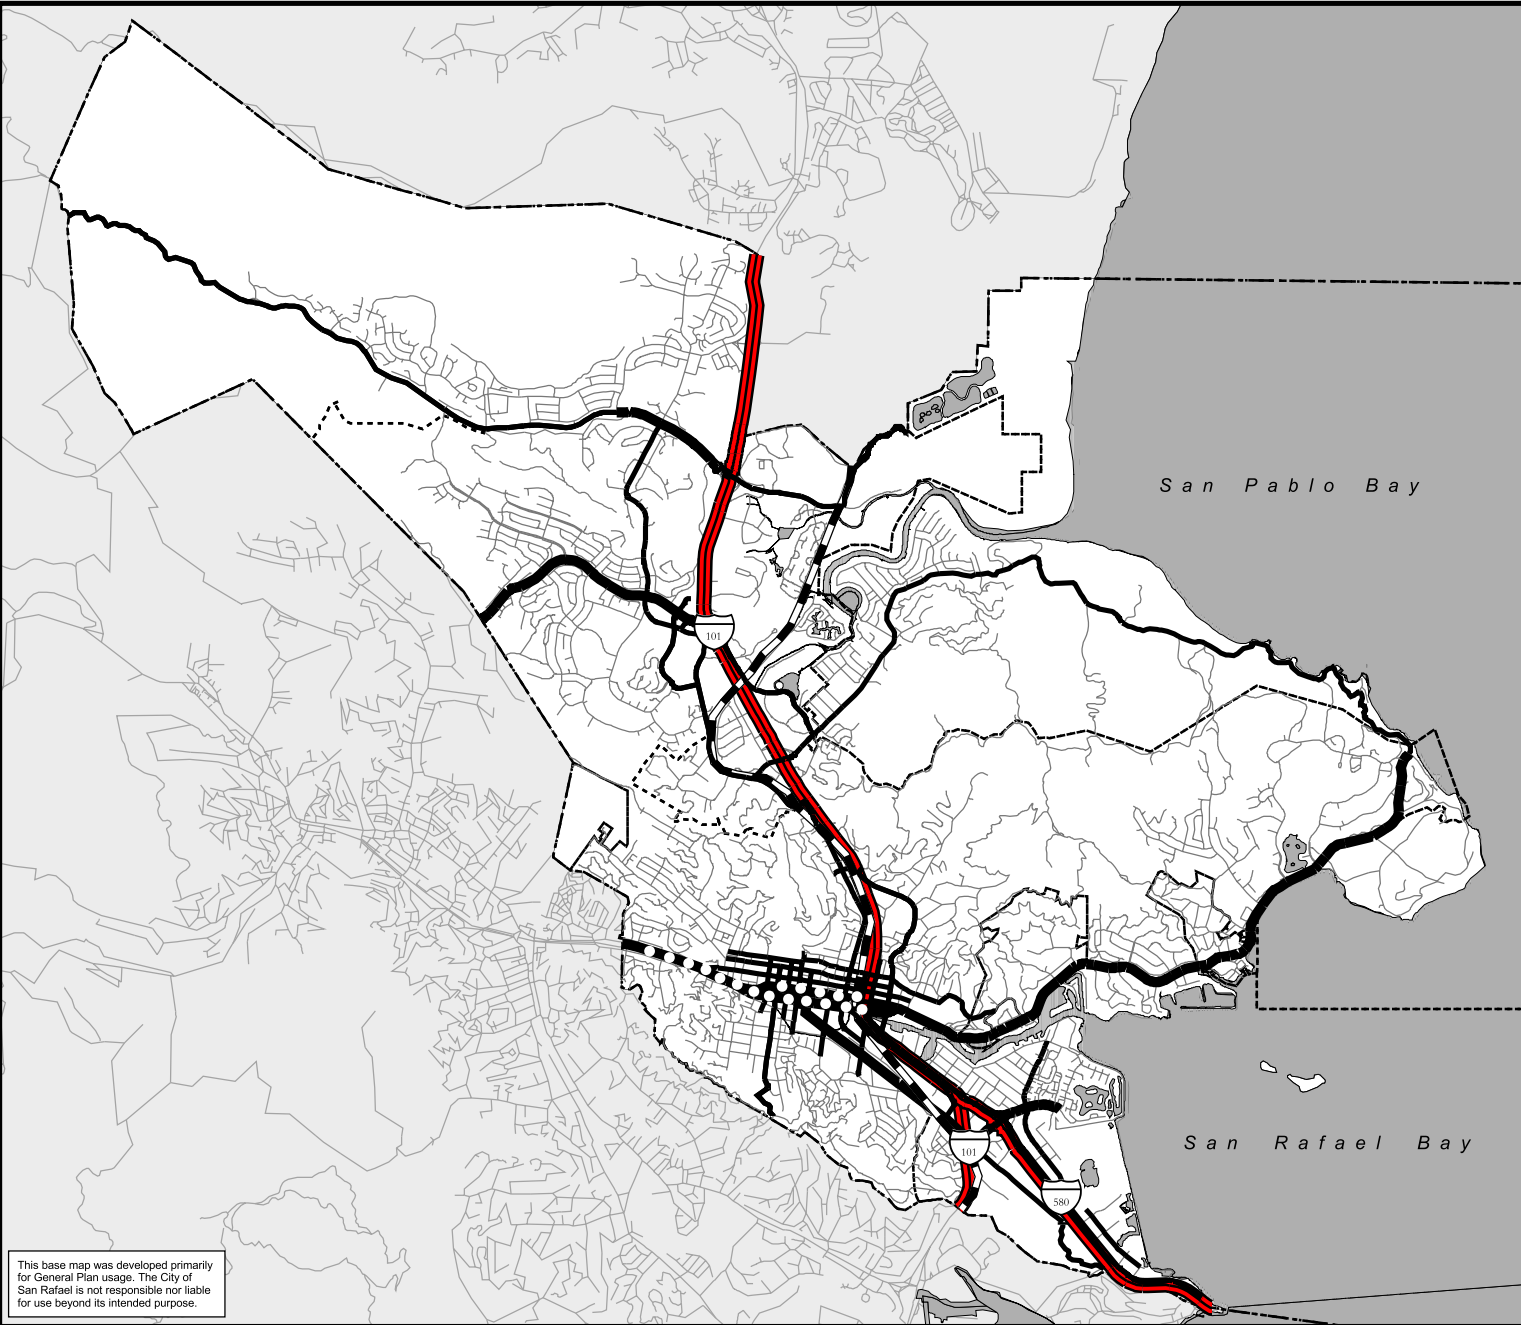 San Pablo Bay
101
San Rafael Bay
101
580
This base map was developed primarily
for General Plan usage. The City of
San Rafael is not responsible nor liable
for use beyond its intended purpose.